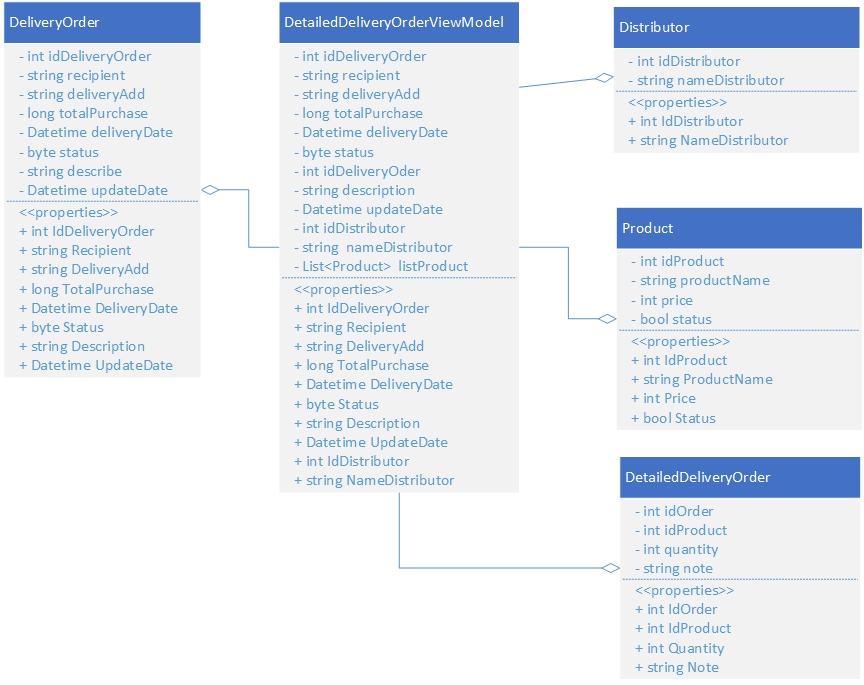 DeliveryOrder
- int idDeliveryOrder
- string recipient
- string deliveryAdd
- long totalPurchase
- Datetime deliveryDate
- byte status
- string describe
- Datetime updateDate
<<properties>>
+ int IdDeliveryOrder
+ string Recipient
+ string DeliveryAdd
+ long TotalPurchase
+ Datetime DeliveryDate
+ byte Status
+ string Description
+ Datetime UpdateDate
DetailedDeliveryOrderViewModel
- int idDeliveryOrder
- string recipient
- string deliveryAdd
- long totalPurchase
- Datetime deliveryDate
- byte status
- int idDeliveryOder
- string description
- Datetime updateDate
- int idDistributor
- string nameDistributor
- List<Product> listProduct
<<properties>>
+ int IdDeliveryOrder
+ string Recipient
+ string DeliveryAdd
+ long TotalPurchase
+ Datetime DeliveryDate
+ byte Status
+ string Description
+ Datetime UpdateDate
+ int IdDistributor
+ string NameDistributor
Distributor
- int idDistributor
- string nameDistributor
<<properties>>
+ int IdDistributor
+ string NameDistributor
Product
- int idProduct
- string productName
- int price
- bool status
<<properties>>
+ int IdProduct
+ string ProductName
+ int Price
+ bool Status
DetailedDeliveryOrder
- int idOrder
- int idProduct
- int quantity
- string note
<<properties>>
+ int IdOrder
+ int IdProduct
+ int Quantity
+ string Note